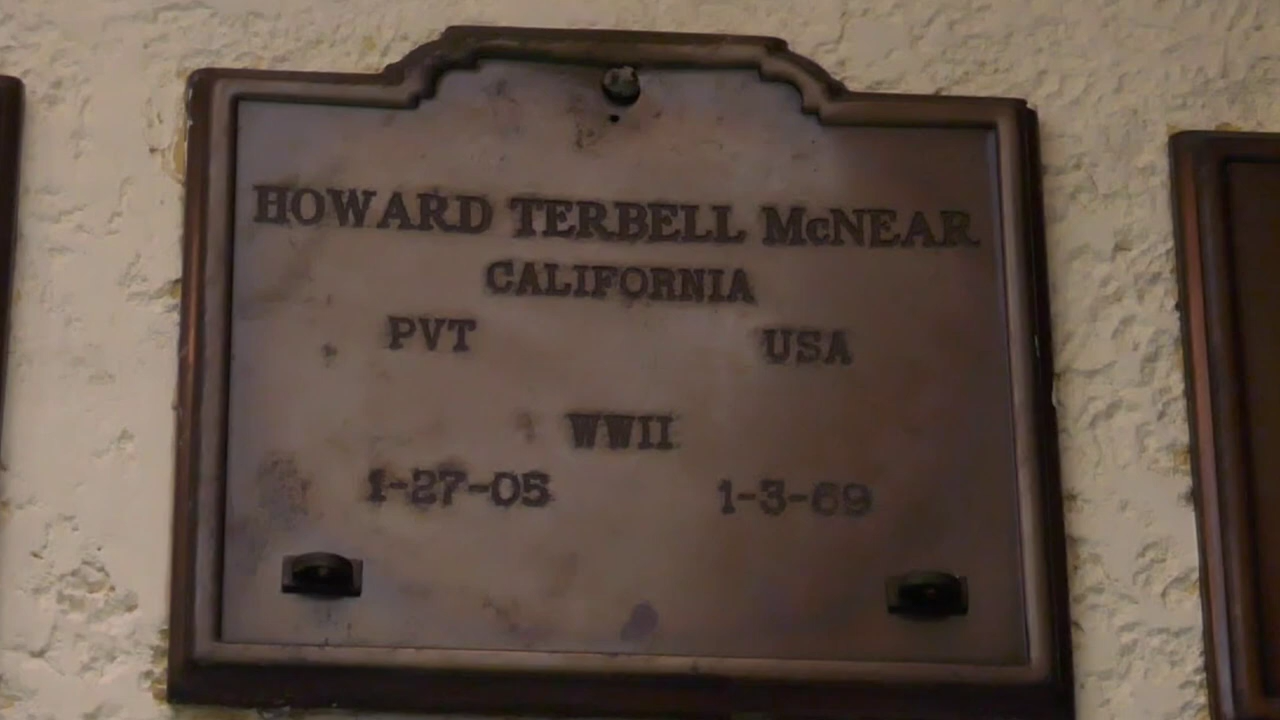 HOWARD TERBELL McNEAR
CALIFORNIA
PVT USA
WWII
1-27-05 1-3-69